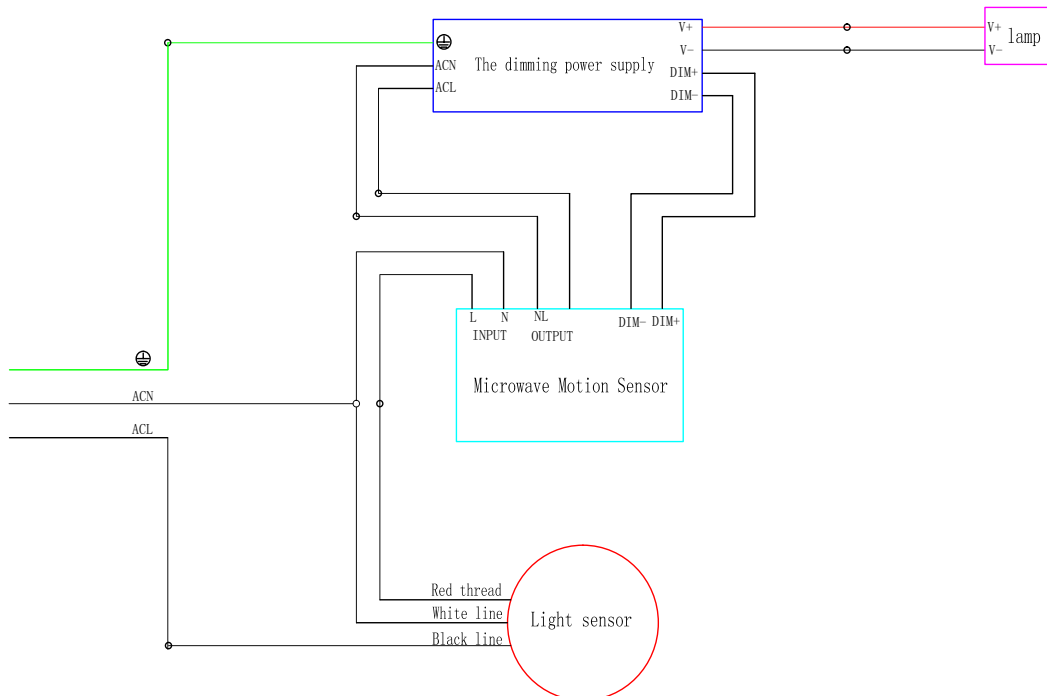 V+
V-
DIM+
DIM-
ACN
ACL
The dimming power supply
V+
V-
lamp
L
N
INPUT
NL
OUTPUT
DIM-
DIM+
Microwave Motion Sensor
ACN
ACL
Red thread
White line
Black line
Light sensor